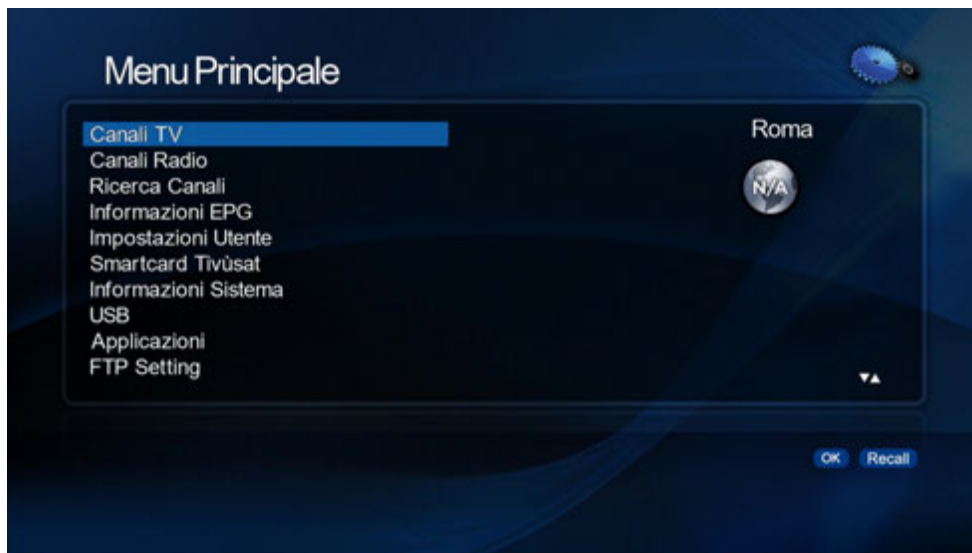 Menu Principale
Canali TV
Roma
Canali Radio
Ricerca Canali
N/A
Informazioni EPG
Impostazioni Utente
Smartcard Tivùsat
Informazioni Sistema
USB
Applicazioni
FTP Setting
OK Recall